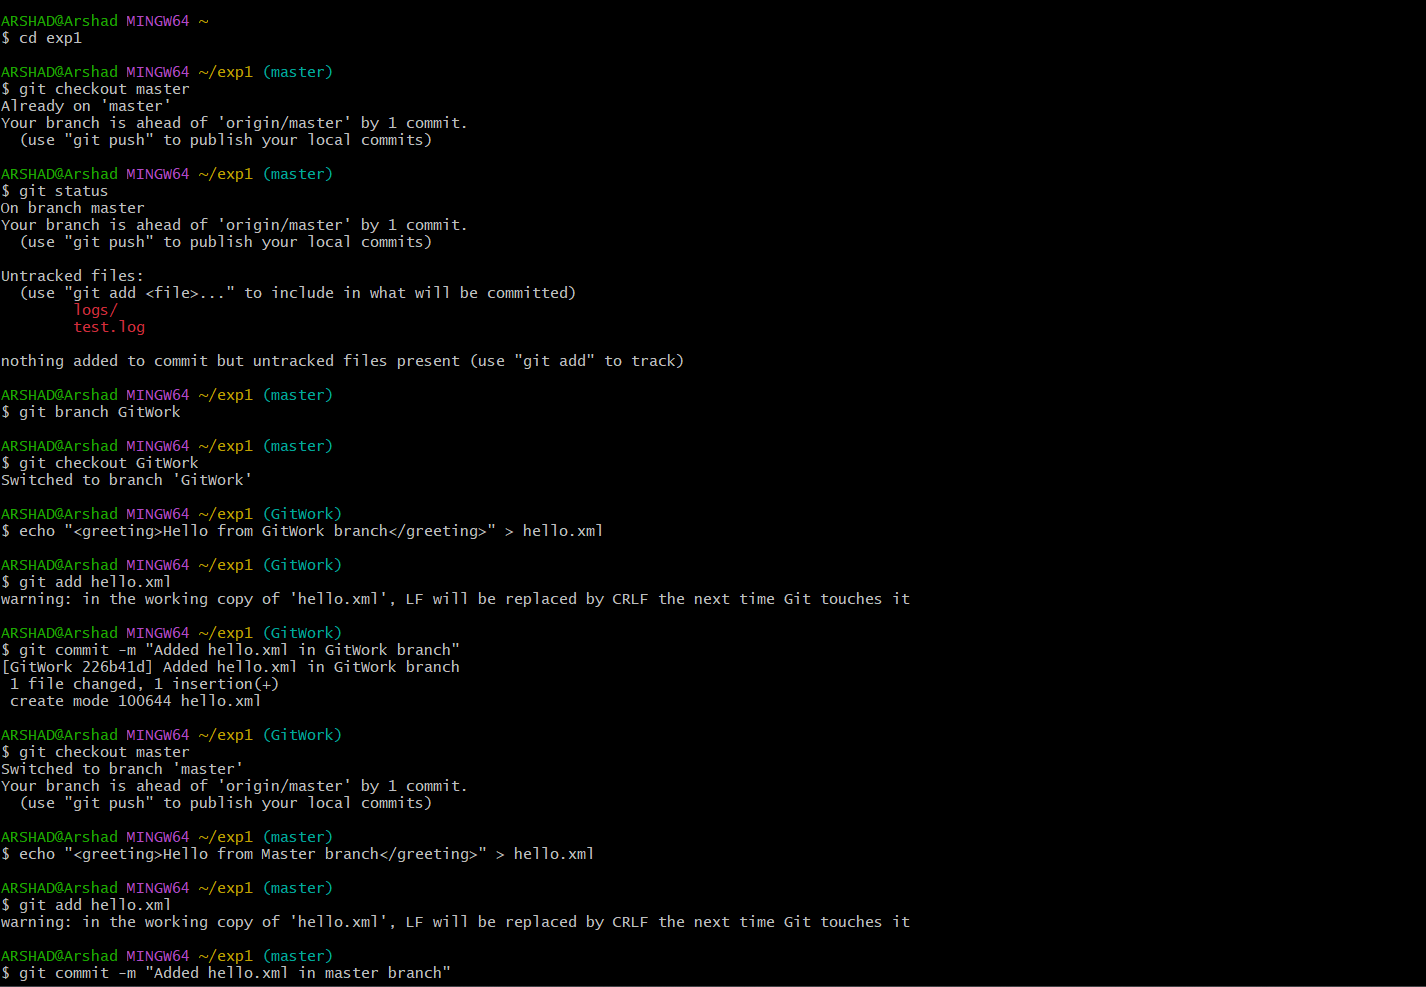 ARSHAD@Arshad MINGW64 ~
$ cd exp1

ARSHAD@Arshad MINGW64 ~/exp1 (master)
$ git checkout master
Already on 'master'
Your branch is ahead of 'origin/master' by 1 commit.
  (use "git push" to publish your local commits)

ARSHAD@Arshad MINGW64 ~/exp1 (master)
$ git status
On branch master
Your branch is ahead of 'origin/master' by 1 commit.
  (use "git push" to publish your local commits)

Untracked files:
  (use "git add <file>..." to include in what will be committed)
        logs/
        test.log

nothing added to commit but untracked files present (use "git add" to track)

ARSHAD@Arshad MINGW64 ~/exp1 (master)
$ git branch GitWork

ARSHAD@Arshad MINGW64 ~/exp1 (master)
$ git checkout GitWork
Switched to branch 'GitWork'

ARSHAD@Arshad MINGW64 ~/exp1 (GitWork)
$ echo "<greeting>Hello from GitWork branch</greeting>" > hello.xml

ARSHAD@Arshad MINGW64 ~/exp1 (GitWork)
$ git add hello.xml
warning: in the working copy of 'hello.xml', LF will be replaced by CRLF the next time Git touches it

ARSHAD@Arshad MINGW64 ~/exp1 (GitWork)
$ git commit -m "Added hello.xml in GitWork branch"
[GitWork 226b41d] Added hello.xml in GitWork branch
 1 file changed, 1 insertion(+)
 create mode 100644 hello.xml

ARSHAD@Arshad MINGW64 ~/exp1 (GitWork)
$ git checkout master
Switched to branch 'master'
Your branch is ahead of 'origin/master' by 1 commit.
  (use "git push" to publish your local commits)

ARSHAD@Arshad MINGW64 ~/exp1 (master)
$ echo "<greeting>Hello from Master branch</greeting>" > hello.xml

ARSHAD@Arshad MINGW64 ~/exp1 (master)
$ git add hello.xml
warning: in the working copy of 'hello.xml', LF will be replaced by CRLF the next time Git touches it

ARSHAD@Arshad MINGW64 ~/exp1 (master)
$ git commit -m "Added hello.xml in master branch"